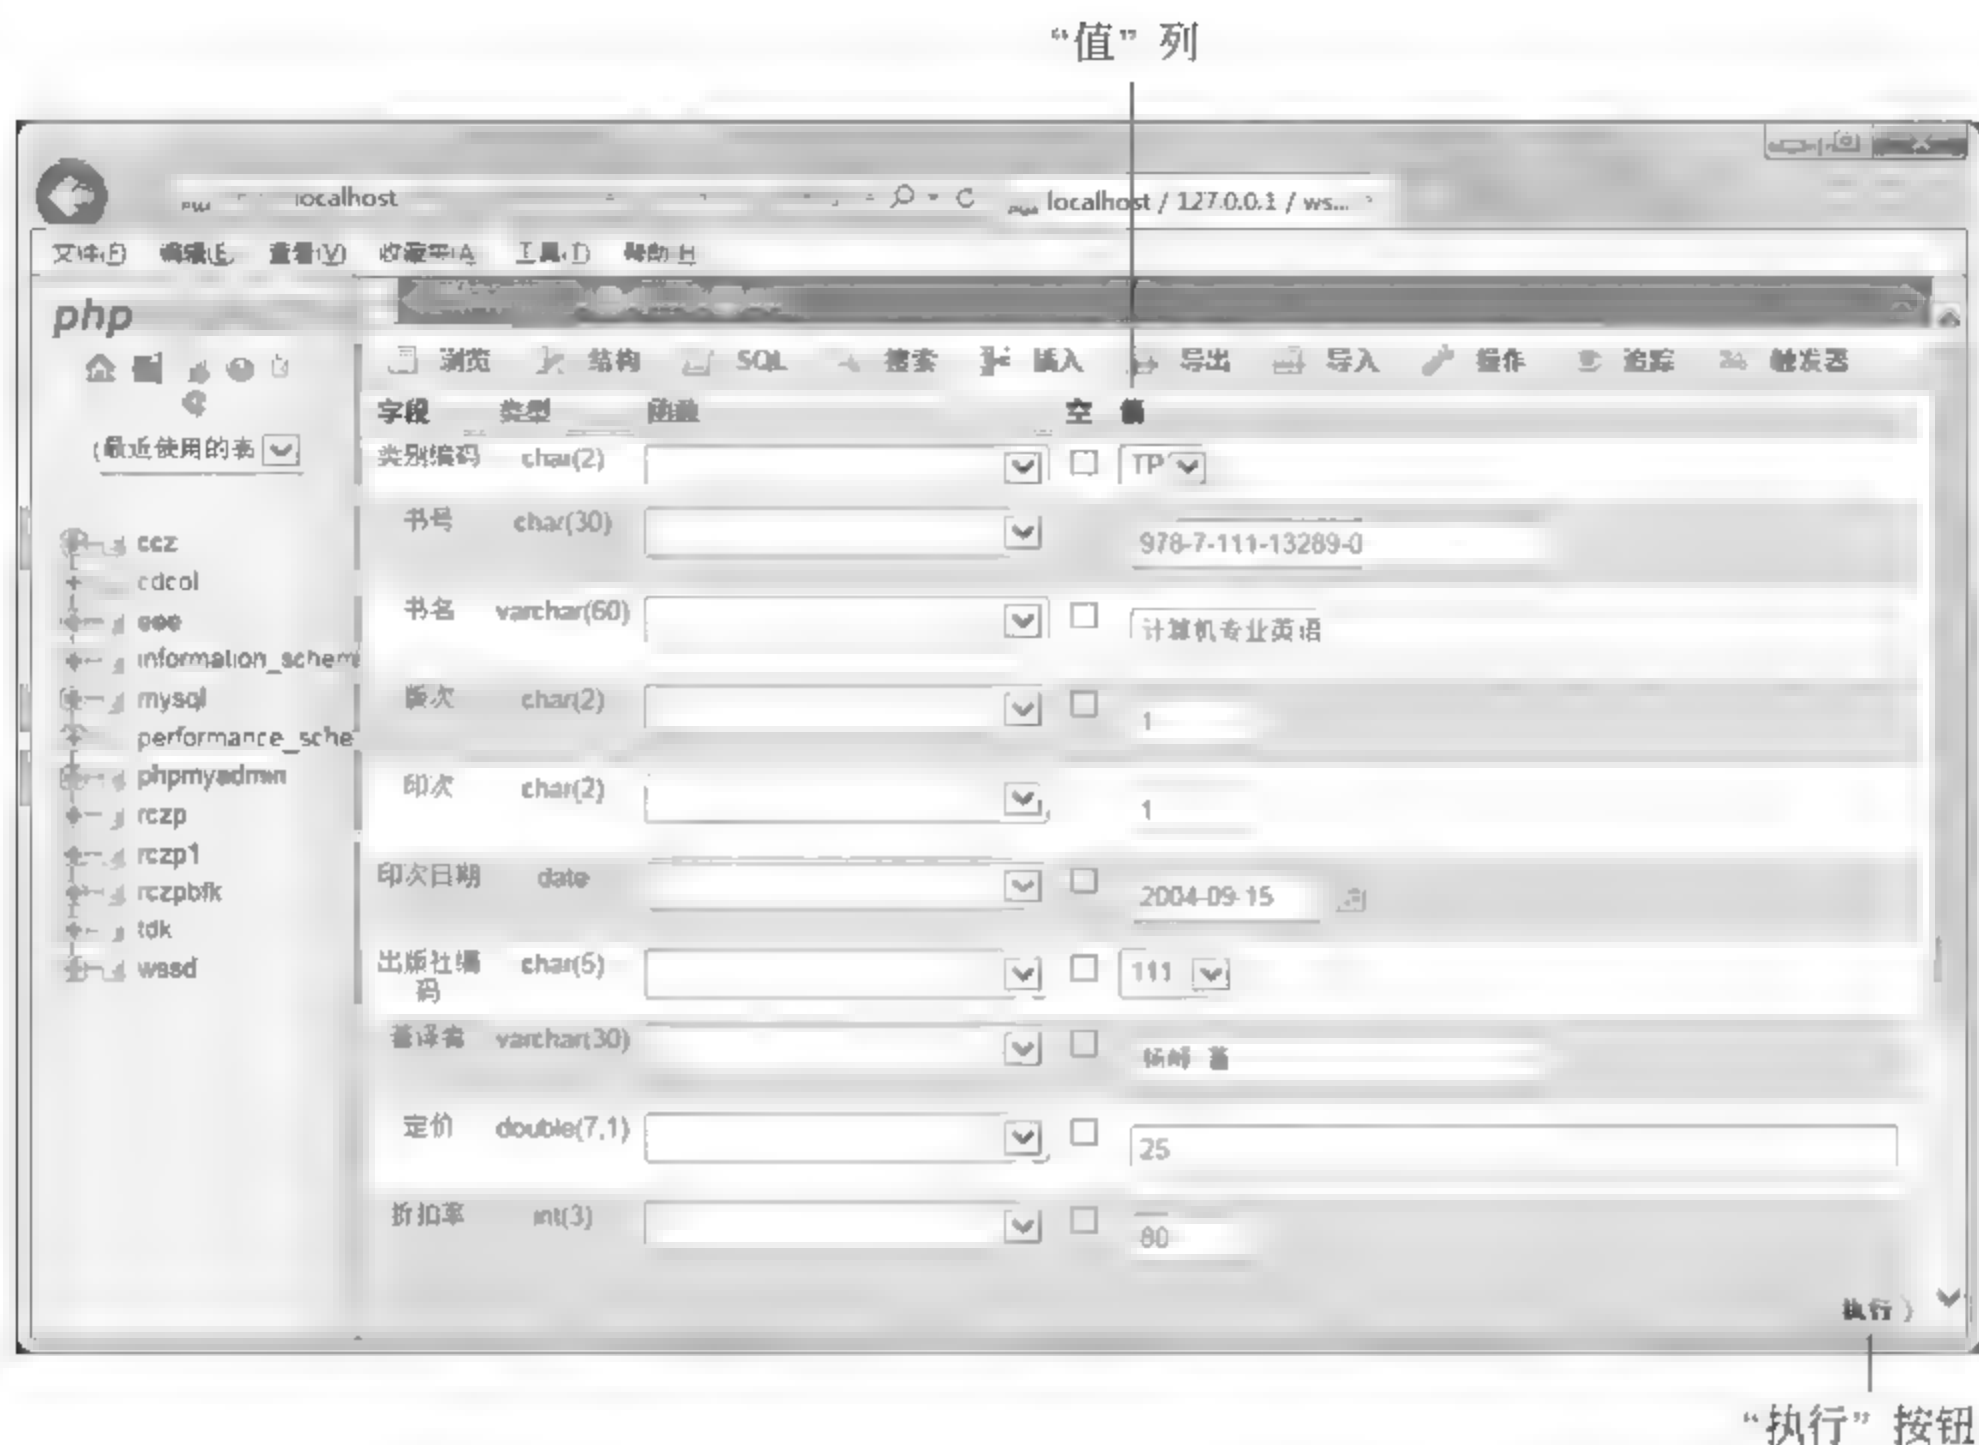 “值” 列
localhost
localhost / 127.0.0.1 / ws...
文件(F) 编辑(E) 查看(V) 收藏夹(A) 工具(T) 帮助(H)
php
浏览 结构 SQL 搜索 插入 导出 导入 操作 追踪 触发器
(最近使用的表
字段 类型 函数 空 值
类别编码 char(2) TP
书号 char(30) 978-7-111-13289-0
书名 varchar(60) 计算机专业英语
版次 char(2) 1
印次 char(2) 1
印次日期 date 2004-09-15
出版社编码 char(5) 111
著译者 varchar(30) 著
定价 double(7,1) 25
折扣率 int(3) 80
ccz
cdcol
information_schem
mysql
performance_sche
phpmyadmin
rczp
rczp1
rczpbfk
tdk
wssd
执行
“执行” 按钮